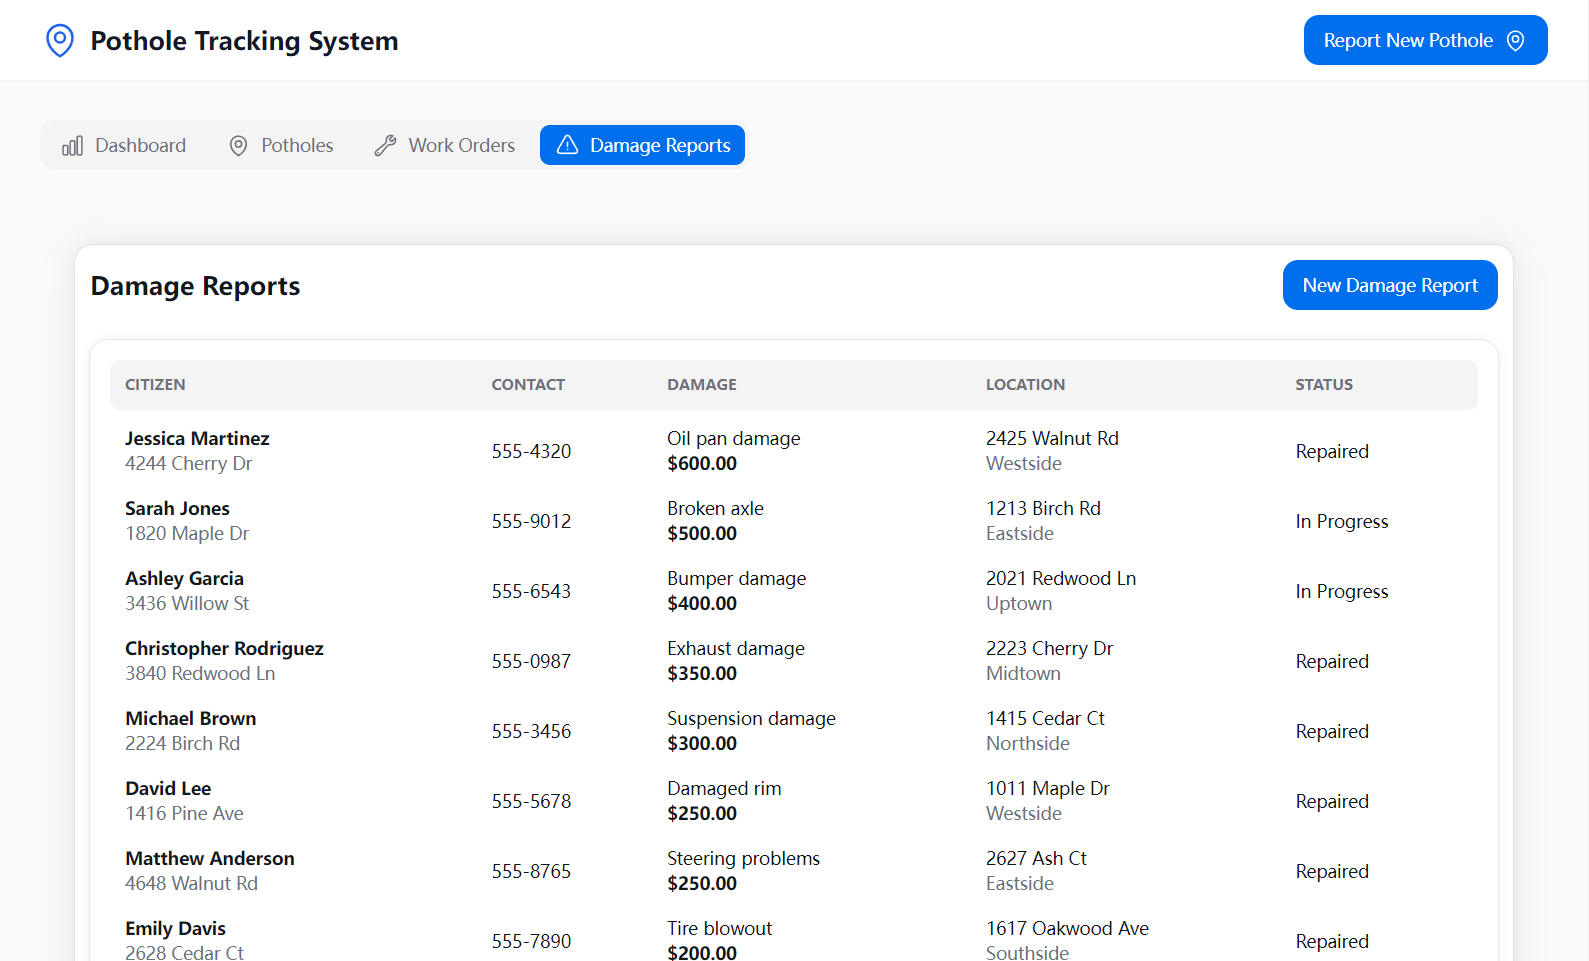 Pothole Tracking System
Report New Pothole
Dashboard Potholes Work Orders Damage Reports
Damage Reports
New Damage Report
CITIZEN CONTACT DAMAGE LOCATION STATUS
Jessica Martinez
4244 Cherry Dr
555-4320
Oil pan damage
$600.00
2425 Walnut Rd
Westside
Repaired
Sarah Jones
1820 Maple Dr
555-9012
Broken axle
$500.00
1213 Birch Rd
Eastside
In Progress
Ashley Garcia
3436 Willow St
555-6543
Bumper damage
$400.00
2021 Redwood Ln
Uptown
In Progress
Christopher Rodriguez
3840 Redwood Ln
555-0987
Exhaust damage
$350.00
2223 Cherry Dr
Midtown
Repaired
Michael Brown
2224 Birch Rd
555-3456
Suspension damage
$300.00
1415 Cedar Ct
Northside
Repaired
David Lee
1416 Pine Ave
555-5678
Damaged rim
$250.00
1011 Maple Dr
Westside
Repaired
Matthew Anderson
4648 Walnut Rd
555-8765
Steering problems
$250.00
2627 Ash Ct
Eastside
Repaired
Emily Davis
2628 Cedar Ct
555-7890
Tire blowout
$200.00
1617 Oakwood Ave
Southside
Repaired